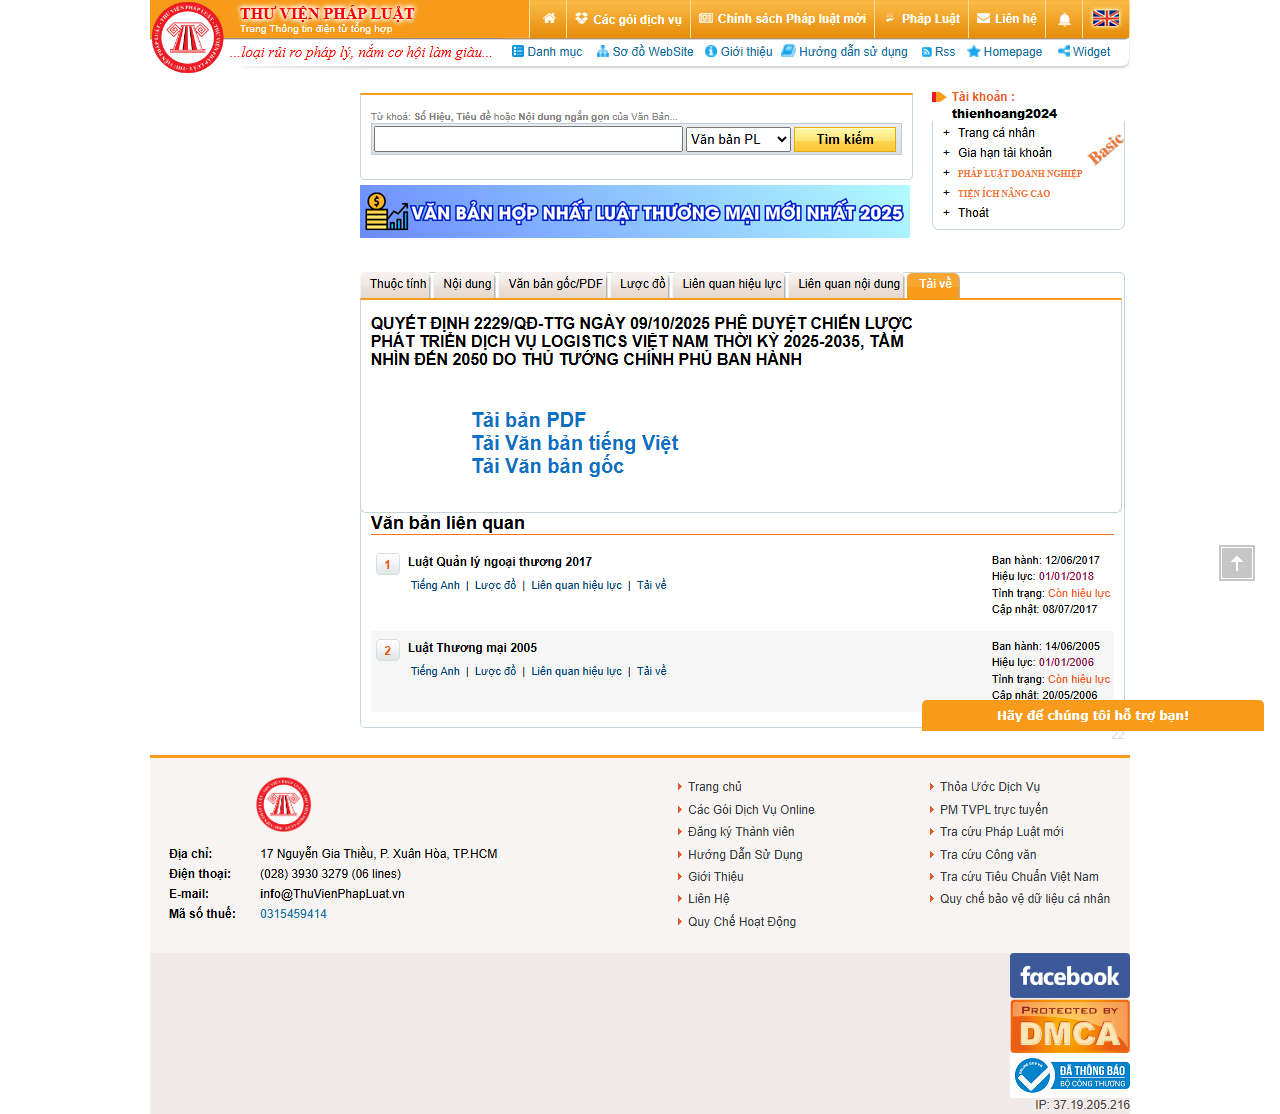 THƯ VIỆN PHÁP LUẬT
Trang Thông tin điện tử tổng hợp
Các gói dịch vụ
Chính sách Pháp luật mới
Pháp Luật
Liên hệ
...loại rủi ro pháp lý, nắm cơ hội làm giàu...
Danh mục
Sơ đồ WebSite
Giới thiệu
Hướng dẫn sử dụng
Rss
Homepage
Widget
Từ khoá: Số Hiệu, Tiêu đề hoặc Nội dung ngắn gọn của Văn Bản...
Văn bản PL
Tìm kiếm
VĂN BẢN HỢP NHẤT LUẬT THƯƠNG MẠI MỚI NHẤT 2025
Tài khoản :
thienhoang2024
+ Trang cá nhân
+ Gia hạn tài khoản
+ PHÁP LUẬT DOANH NGHIỆP
+ TIỆN ÍCH NÂNG CAO
+ Thoát
Basic
Thuộc tính
Nội dung
Văn bản gốc/PDF
Lược đồ
Liên quan hiệu lực
Liên quan nội dung
Tải về
QUYẾT ĐỊNH 2229/QĐ-TTG NGÀY 09/10/2025 PHÊ DUYỆT CHIẾN LƯỢC
PHÁT TRIỂN DỊCH VỤ LOGISTICS VIỆT NAM THỜI KỲ 2025-2035, TẦM
NHÌN ĐẾN 2050 DO THỦ TƯỚNG CHÍNH PHỦ BAN HÀNH
Tải bản PDF
Tải Văn bản tiếng Việt
Tải Văn bản gốc
Văn bản liên quan
1
Luật Quản lý ngoại thương 2017
Tiếng Anh | Lược đồ | Liên quan hiệu lực | Tải về
Ban hành: 12/06/2017
Hiệu lực: 01/01/2018
Tình trạng: Còn hiệu lực
Cập nhật: 08/07/2017
2
Luật Thương mại 2005
Tiếng Anh | Lược đồ | Liên quan hiệu lực | Tải về
Ban hành: 14/06/2005
Hiệu lực: 01/01/2006
Tình trạng: Còn hiệu lực
Cập nhật: 20/05/2006
Hãy để chúng tôi hỗ trợ bạn!
22
Địa chỉ: 17 Nguyễn Gia Thiều, P. Xuân Hòa, TP.HCM
Điện thoại: (028) 3930 3279 (06 lines)
E-mail: info@ThuVienPhapLuat.vn
Mã số thuế: 0315459414
Trang chủ
Các Gói Dịch Vụ Online
Đăng ký Thành viên
Hướng Dẫn Sử Dụng
Giới Thiệu
Liên Hệ
Quy Chế Hoạt Động
Thỏa Ước Dịch Vụ
PM TVPL trực tuyến
Tra cứu Pháp Luật mới
Tra cứu Công văn
Tra cứu Tiêu Chuẩn Việt Nam
Quy chế bảo vệ dữ liệu cá nhân
facebook
PROTECTED BY
DMCA
ĐÃ THÔNG BÁO
BỘ CÔNG THƯƠNG
IP: 37.19.205.216